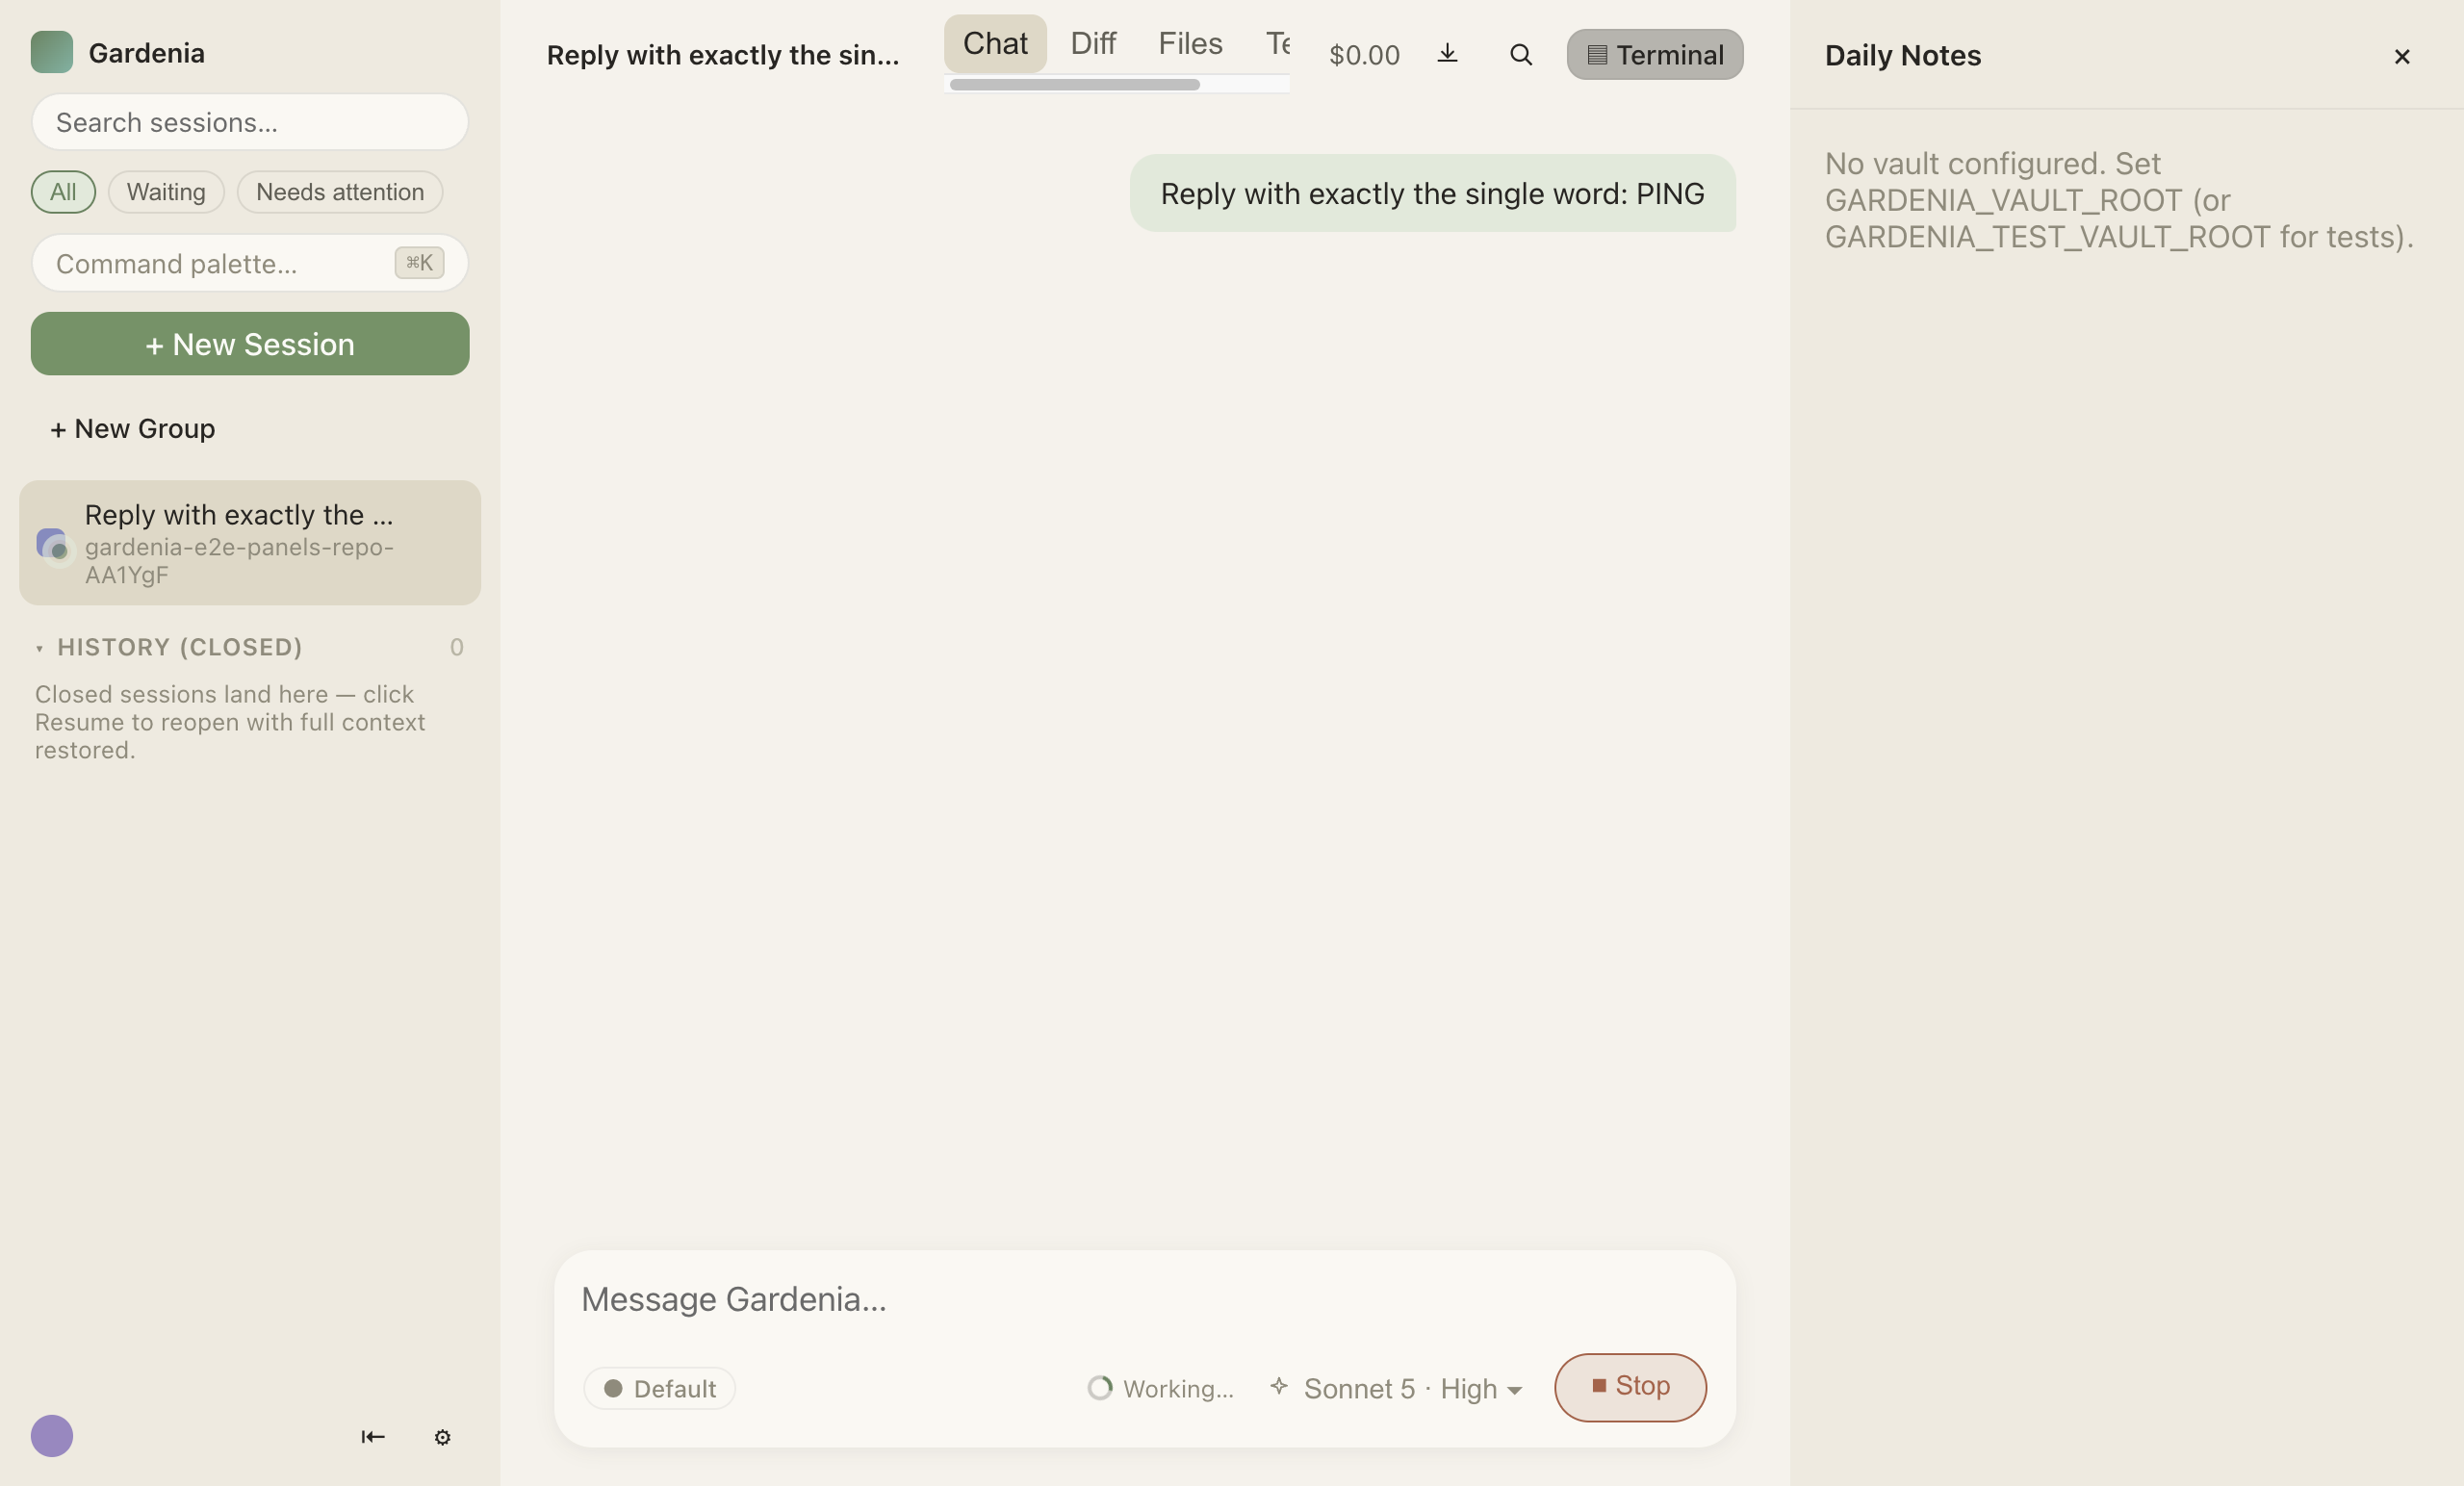 Gardenia
Search sessions...
All
Waiting
Needs attention
Command palette...
⌘K
+ New Session
+ New Group
Reply with exactly the ...
gardenia-e2e-panels-repo-
AA1YgF
HISTORY (CLOSED)
0
Closed sessions land here — click
Resume to reopen with full context
restored.
Reply with exactly the sin...
Chat
Diff
Files
Te
$0.00
Terminal
Reply with exactly the single word: PING
Message Gardenia...
Default
Working...
Sonnet 5 · High
Stop
Daily Notes
No vault configured. Set
GARDENIA_VAULT_ROOT (or
GARDENIA_TEST_VAULT_ROOT for tests).